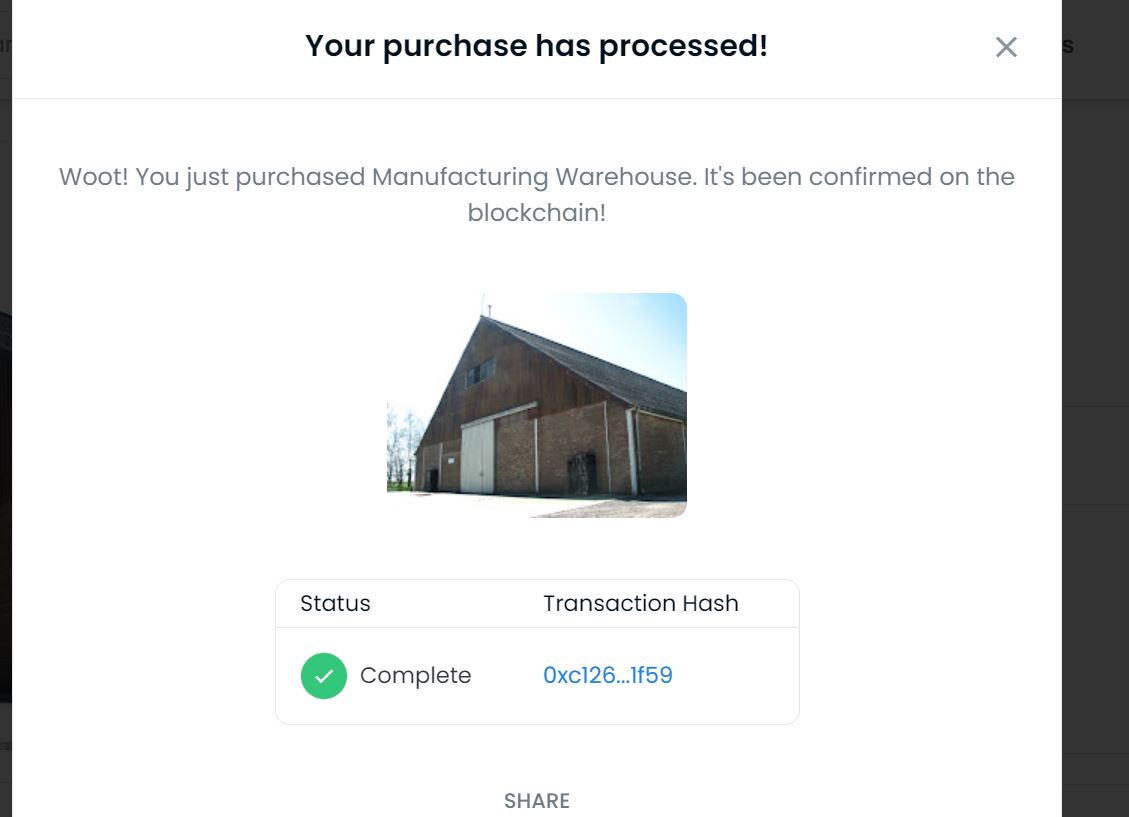 Your purchase has processed!
Woot! You just purchased Manufacturing Warehouse. It's been confirmed on the
blockchain!
Status Transaction Hash
Complete 0xc126...1f59
SHARE